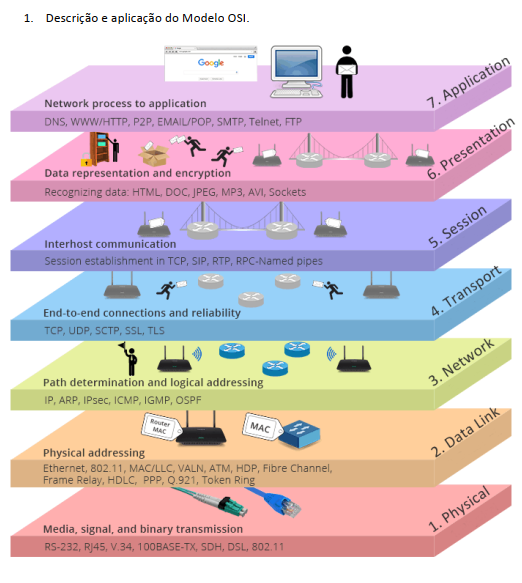 1. Descrição e aplicação do Modelo OSI.
Google
7. Application
Network process to application
DNS, WWW/HTTP, P2P, EMAIL/POP, SMTP, Telnet, FTP
6. Presentation
Data representation and encryption
Recognizing data: HTML, DOC, JPEG, MP3, AVI, Sockets
5. Session
Interhost communication
Session establishment in TCP, SIP, RTP, RPC-Named pipes
4. Transport
End-to-end connections and reliability
TCP, UDP, SCTP, SSL, TLS
3. Network
Path determination and logical addressing
IP, ARP, IPsec, ICMP, IGMP, OSPF
Router
MAC
MAC
2. Data Link
Physical addressing
Ethernet, 802.11, MAC/LLC, VALN, ATM, HDP, Fibre Channel,
Frame Relay, HDLC, PPP, Q.921, Token Ring
1. Physical
Media, signal, and binary transmission
RS-232, RJ45, V.34, 100BASE-TX, SDH, DSL, 802.11